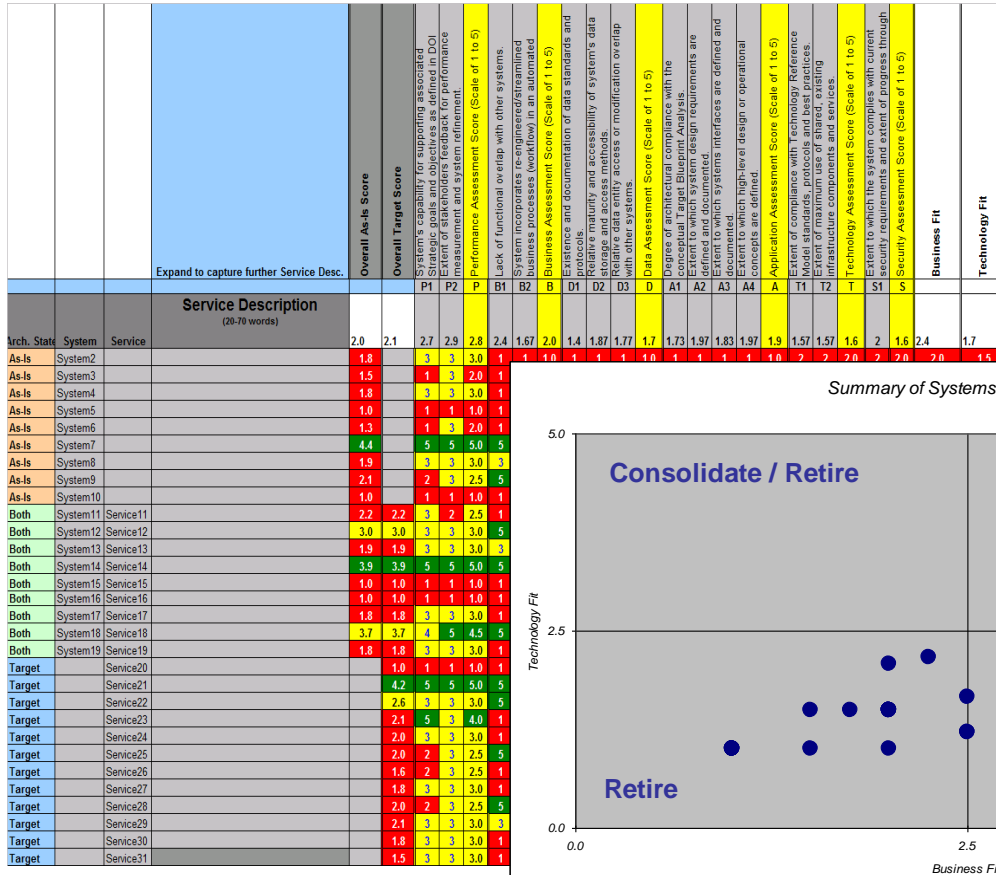 Expand to capture further Service Desc.
Overall As-Is Score
Overall Target Score
System's capability for supporting associated
Strategic goals and objectives as defined in DOI
Extent of stakeholders feedback for performance
measurement and system refinement.
Performance Assessment Score (Scale of 1 to 5)
Lack of functional overlap with other systems.
System incorporates re-engineered/streamlined
business processes (workflow) in an automated
Business Assessment Score (Scale of 1 to 5)
Existence and documentation of data standards and
protocols.
Relative maturity and accessibility of system's data
storage and access methods.
Relative data entity access or modification overlap
with other systems.
Data Assessment Score (Scale of 1 to 5)
Degree of architectural compliance with the
conceptual Target Blueprint Analysis.
Extent to which system design requirements are
defined and documented.
Extent to which systems interfaces are defined and
documented.
Extent to which high-level design or operational
concepts are defined.
Application Assessment Score (Scale of 1 to 5)
Extent of compliance with Technology Reference
Model standards, protocols and best practices.
Extent of maximum use of shared, existing
infrastructure components and services.
Technology Assessment Score (Scale of 1 to 5)
Extent to which the system complies with current
security requirements and extent of progress through
Security Assessment Score (Scale of 1 to 5)
Business Fit
Technology Fit
P1 P2 P B1 B2 B D1 D2 D3 D A1 A2 A3 A4 A T1 T2 T S1 S
Service Description
(20-70 words)
Arch. State System Service 2.0 2.1 2.7 2.9 2.8 2.4 1.67 2.0 1.4 1.87 1.77 1.7 1.73 1.97 1.83 1.97 1.9 1.57 1.57 1.6 2 1.6 2.4 1.7
As-Is System2 1.8 3 3 3.0 1 1 1.0 1 1 1 1.0 1 1 1 1 1.0 2 2 2.0 2 2.0 2.0 1.5
As-Is System3 1.5 1 3 2.0 1
As-Is System4 1.8 3 3 3.0 1
As-Is System5 1.0 1 1 1.0 1
As-Is System6 1.3 1 3 2.0 1
As-Is System7 4.4 5 5 5.0 5
As-Is System8 1.9 3 3 3.0 3
As-Is System9 2.1 2 3 2.5 5
As-Is System10 1.0 1 1 1.0 1
Both System11 Service11 2.2 2.2 3 2 2.5 1
Both System12 Service12 3.0 3.0 3 3 3.0 5
Both System13 Service13 1.9 1.9 3 3 3.0 3
Both System14 Service14 3.9 3.9 5 5 5.0 5
Both System15 Service15 1.0 1.0 1 1 1.0 1
Both System16 Service16 1.0 1.0 1 1 1.0 1
Both System17 Service17 1.8 1.8 3 3 3.0 1
Both System18 Service18 3.7 3.7 4 5 4.5 5
Both System19 Service19 1.8 1.8 3 3 3.0 1
Target Service20 1.0 1 1 1.0 1
Target Service21 4.2 5 5 5.0 5
Target Service22 2.6 3 3 3.0 5
Target Service23 2.1 5 3 4.0 1
Target Service24 2.0 3 3 3.0 1
Target Service25 2.0 2 3 2.5 5
Target Service26 1.6 2 3 2.5 1
Target Service27 1.8 3 3 3.0 1
Target Service28 2.0 2 3 2.5 5
Target Service29 2.1 3 3 3.0 3
Target Service30 1.8 3 3 3.0 1
Target Service31 1.5 3 3 3.0 1
Summary of Systems
5.0
Consolidate / Retire
Technology Fit
2.5
Retire
0.0
0.0 2.5
Business Fi